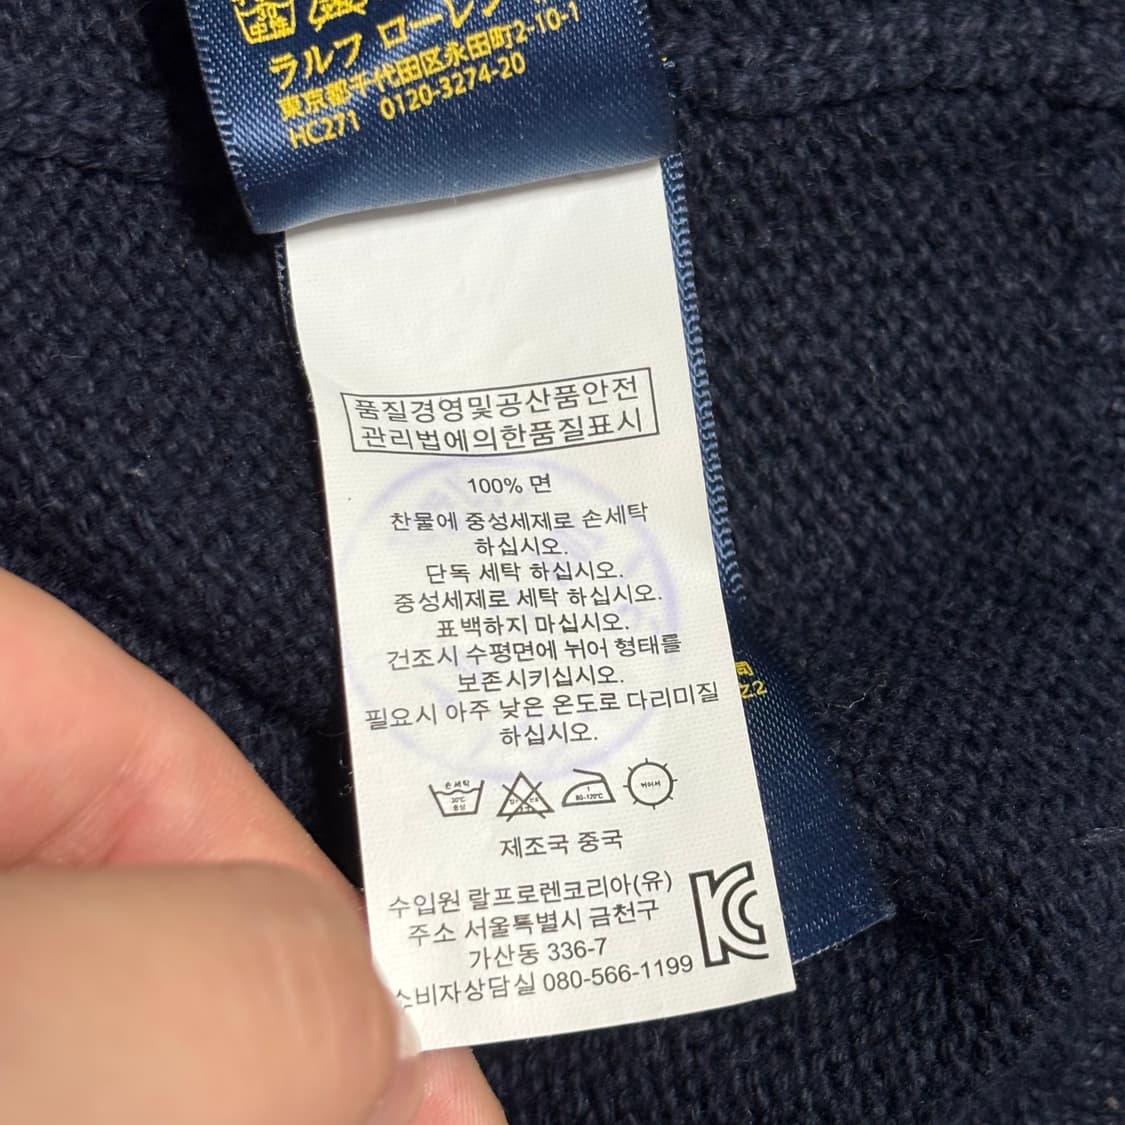 ラルフ ローレン
東京都千代田区永田町2-10-1
HC271 0120-3274-20
품질경영및공산품안전
관리법에의한품질표시
100% 면
찬물에 중성세제로 손세탁
하십시오.
단독 세탁 하십시오.
중성세제로 세탁 하십시오.
표백하지 마십시오.
건조시 수평면에 뉘어 형태를
보존시키십시오.
필요시 아주 낮은 온도로 다리미질
하십시오.
손세탁
30℃
중성
80-120℃
뉘어서
제조국 중국
수입원 랄프로렌코리아(유)
주소 서울특별시 금천구
가산동 336-7
소비자상담실 080-566-1199
KC
Z.2